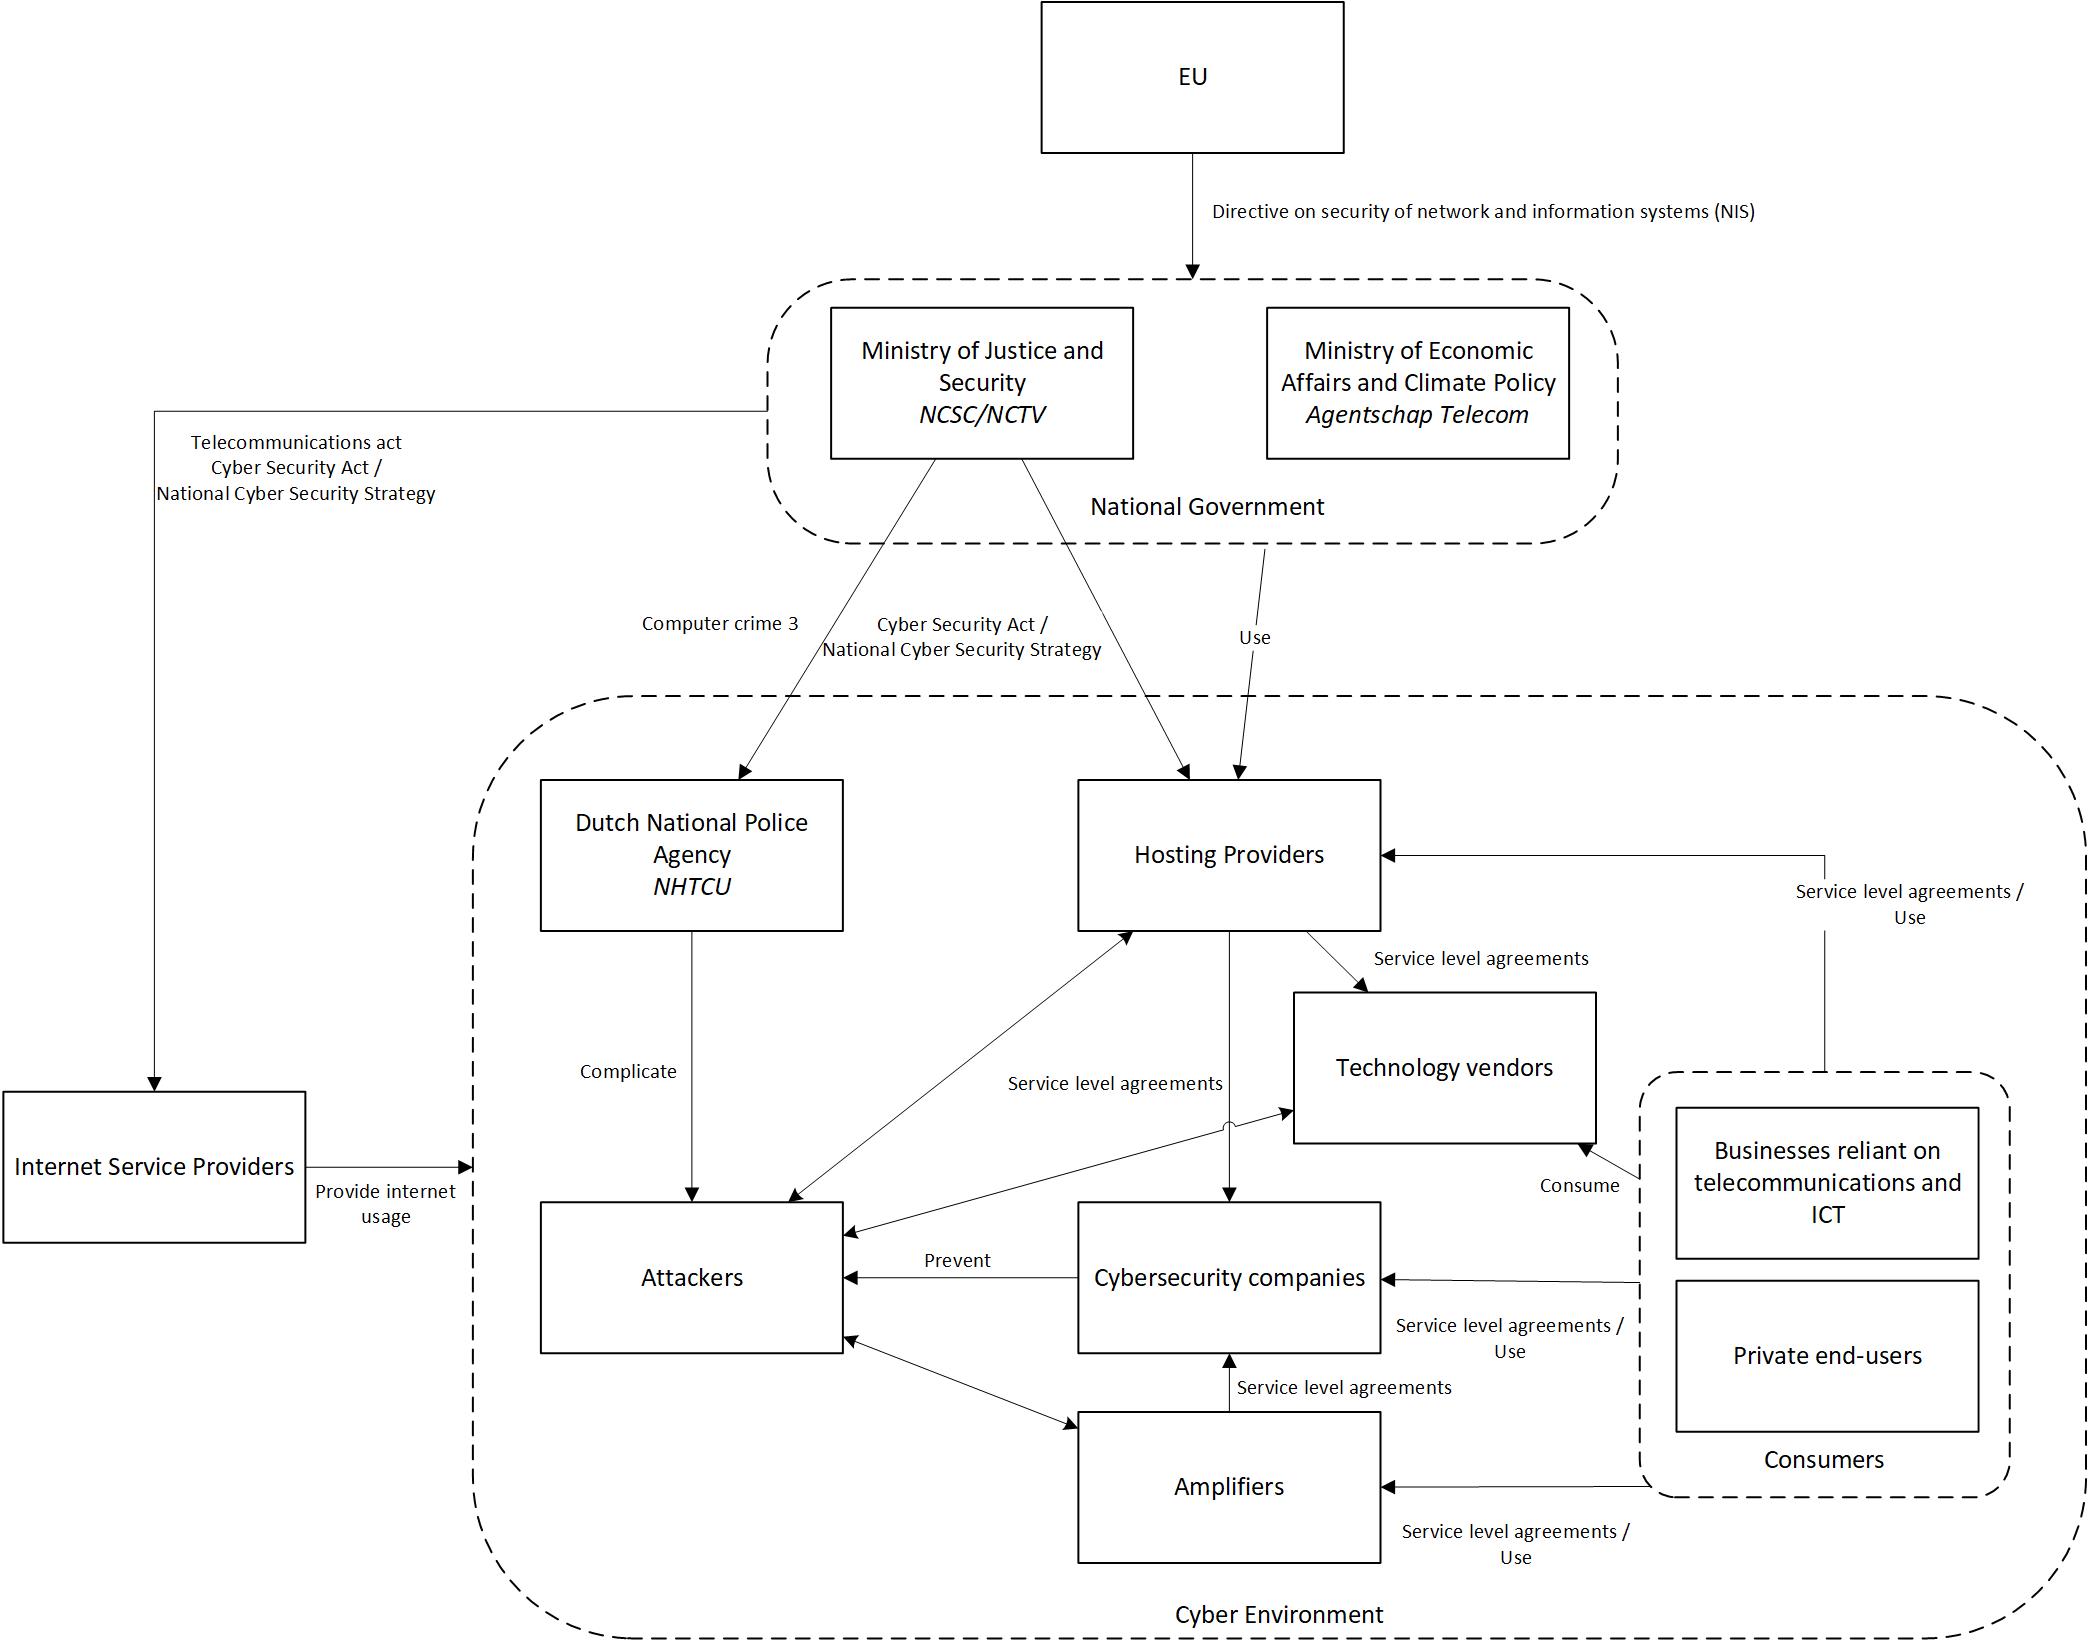 EU
Directive on security of network and information systems (NIS)
Ministry of Justice and
Security
NCSC/NCTV
Ministry of Economic
Affairs and Climate Policy
Agentschap Telecom
National Government
Telecommunications act
Cyber Security Act /
National Cyber Security Strategy
Computer crime 3
Cyber Security Act /
National Cyber Security Strategy
Use
Dutch National Police
Agency
NHTCU
Hosting Providers
Service level agreements /
Use
Service level agreements
Technology vendors
Complicate
Service level agreements
Internet Service Providers
Provide internet
usage
Consume
Businesses reliant on
telecommunications and
ICT
Attackers
Prevent
Cybersecurity companies
Service level agreements /
Use
Private end-users
Service level agreements
Consumers
Amplifiers
Service level agreements /
Use
Cyber Environment